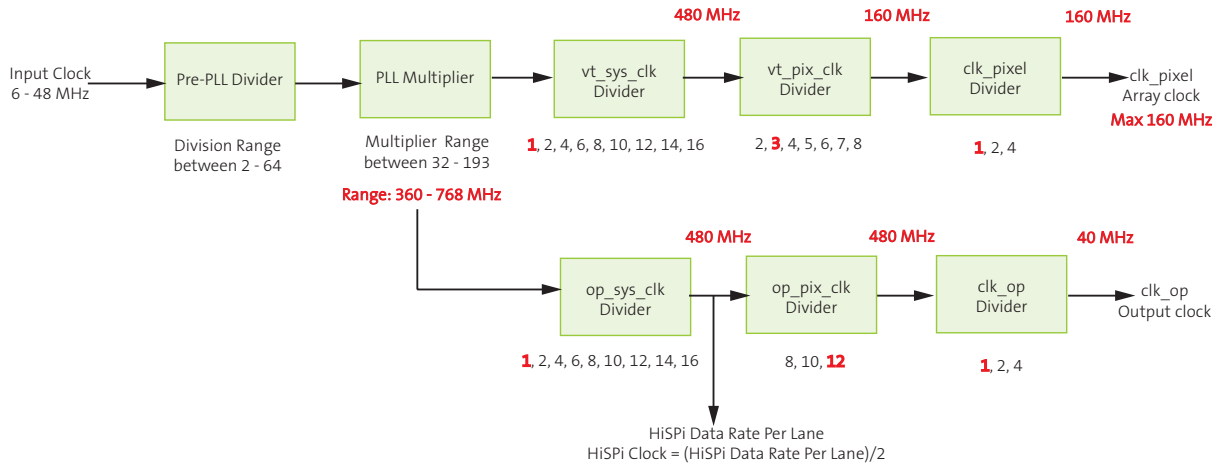 480 MHz
160 MHz
160 MHz
Input Clock
6 - 48 MHz
Pre-PLL Divider
PLL Multiplier
vt_sys_clk
Divider
vt_pix_clk
Divider
clk_pixel
Divider
clk_pixel
Array clock
Max 160 MHz
Division Range
between 2 - 64
Multiplier Range
between 32 - 193
Range: 360 - 768 MHz
1, 2, 4, 6, 8, 10, 12, 14, 16
2, 3, 4, 5, 6, 7, 8
1, 2, 4
480 MHz
480 MHz
40 MHz
op_sys_clk
Divider
op_pix_clk
Divider
clk_op
Divider
clk_op
Output clock
1, 2, 4, 6, 8, 10, 12, 14, 16
8, 10, 12
1, 2, 4
HiSPi Data Rate Per Lane
HiSPi Clock = (HiSPi Data Rate Per Lane)/2